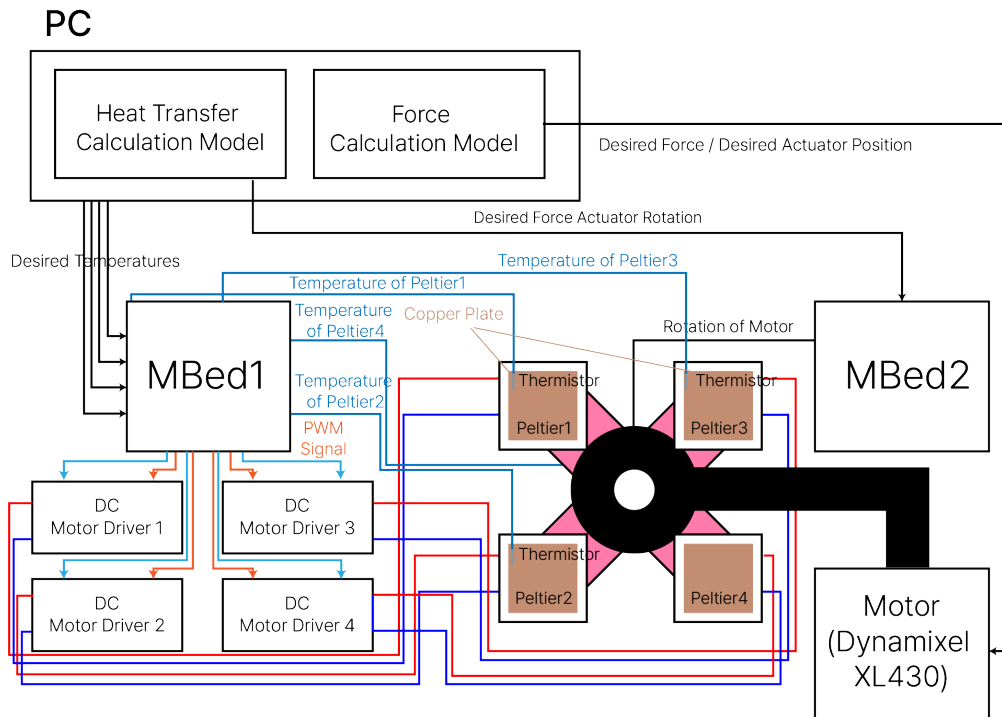 PC
Heat Transfer
Calculation Model
Force
Calculation Model
Desired Force / Desired Actuator Position
Desired Force Actuator Rotation
Desired Temperatures
Temperature of Peltier3
Temperature of Peltier1
Temperature
of Peltier4
Copper Plate
Rotation of Motor
MBed1
MBed2
Temperature
of Peltier2
Thermistor
Peltier1
Thermistor
Peltier3
PWM
Signal
DC
Motor Driver 1
DC
Motor Driver 3
Thermistor
Peltier2
Peltier4
DC
Motor Driver 2
DC
Motor Driver 4
Motor
(Dynamixel
XL430)